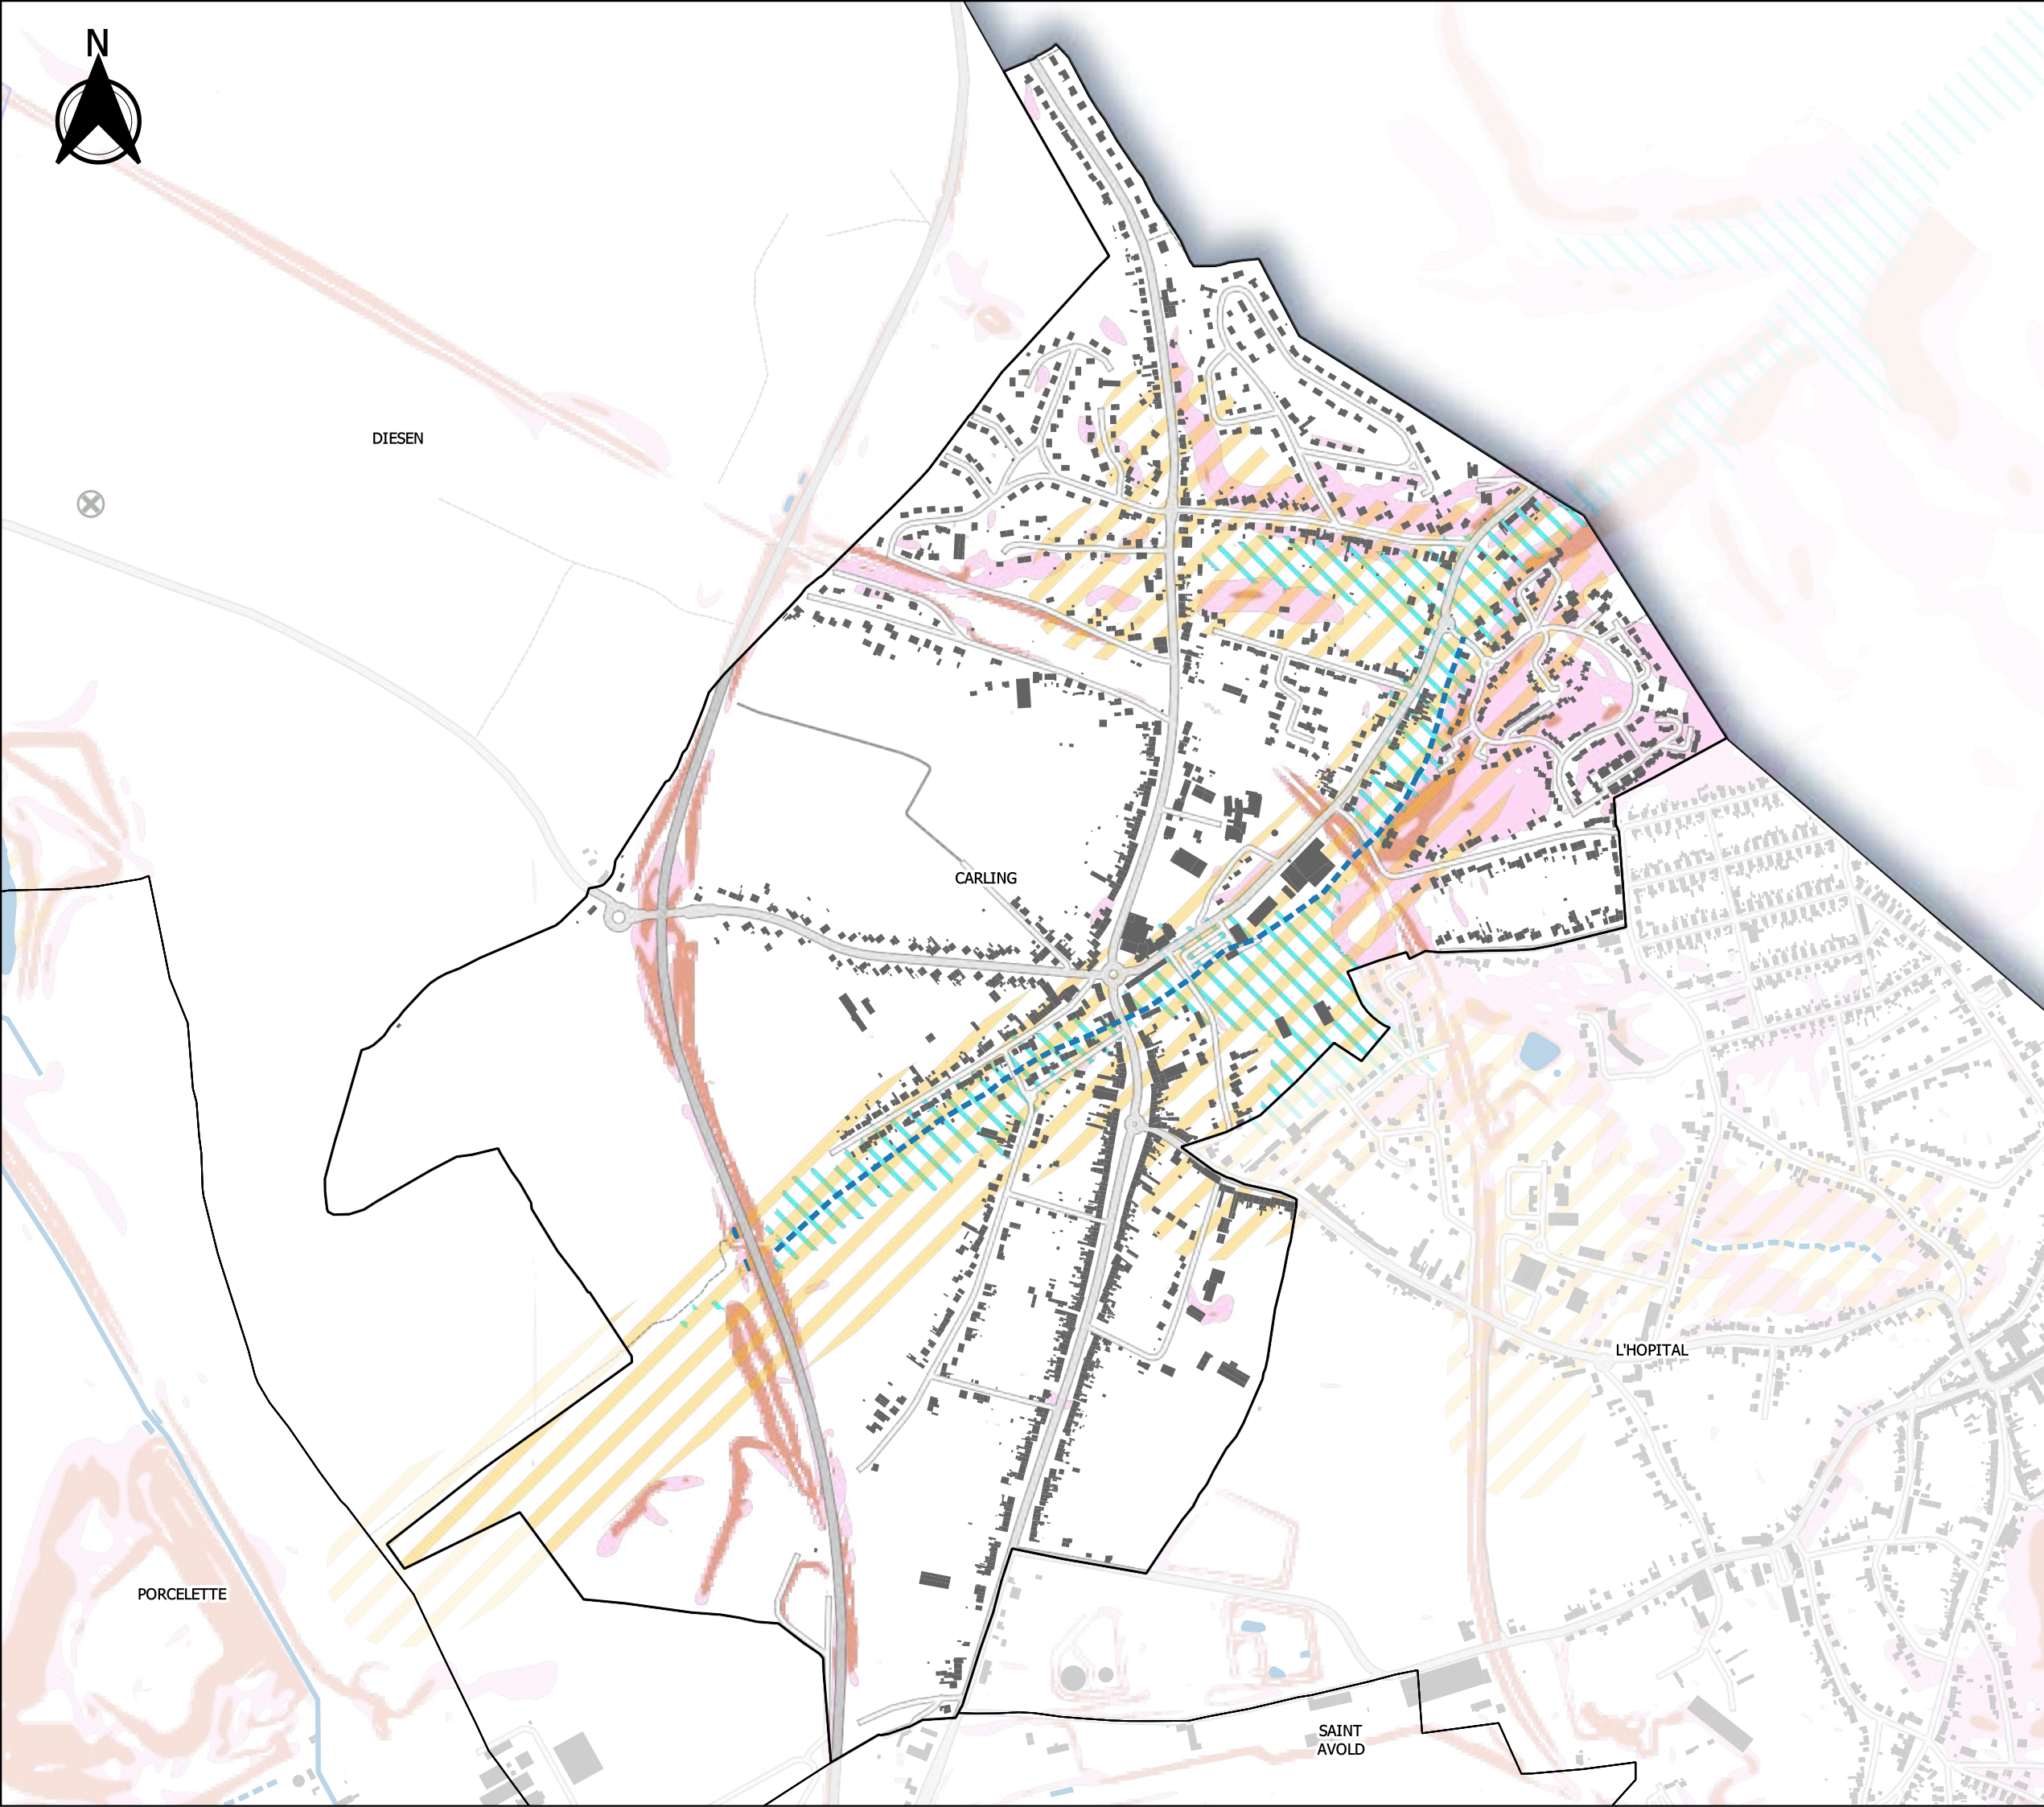 N
DIESEN
CARLING
L'HOPITAL
PORCELETTE
SAINT
AVOLD